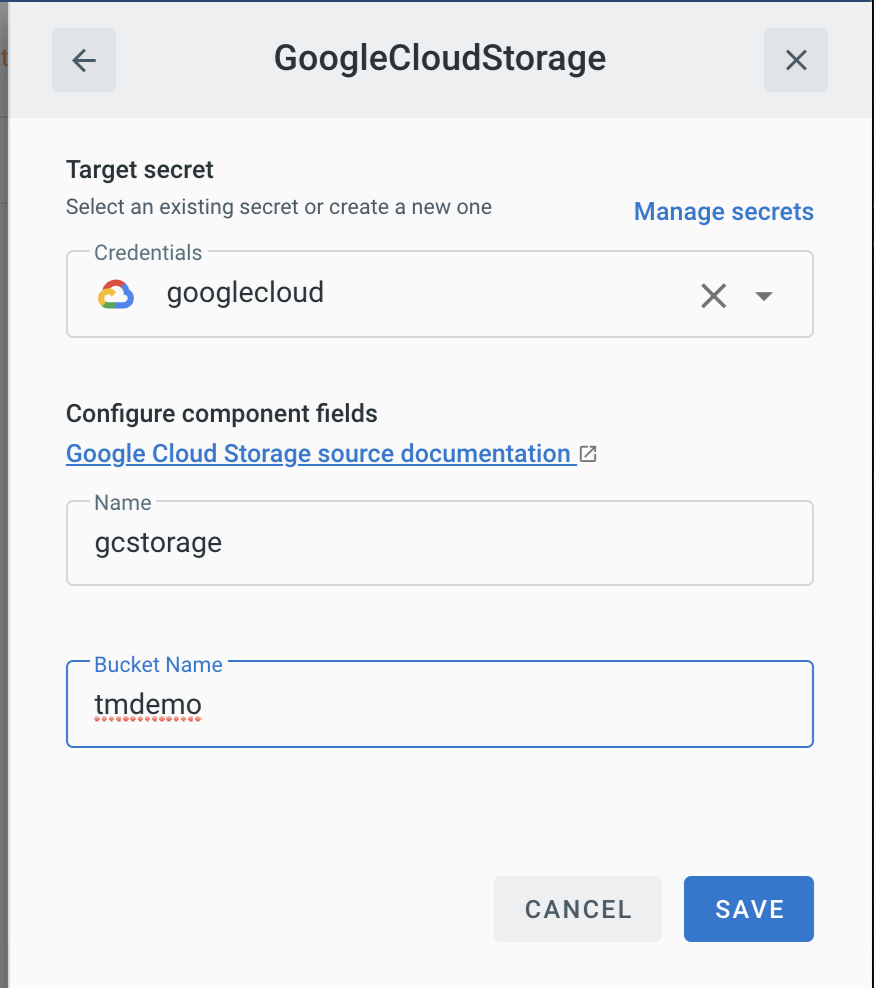 GoogleCloudStorage
Target secret
Select an existing secret or create a new one
Manage secrets
Credentials
googlecloud
Configure component fields
Google Cloud Storage source documentation
Name
gcstorage
Bucket Name
tmdemo
CANCEL
SAVE